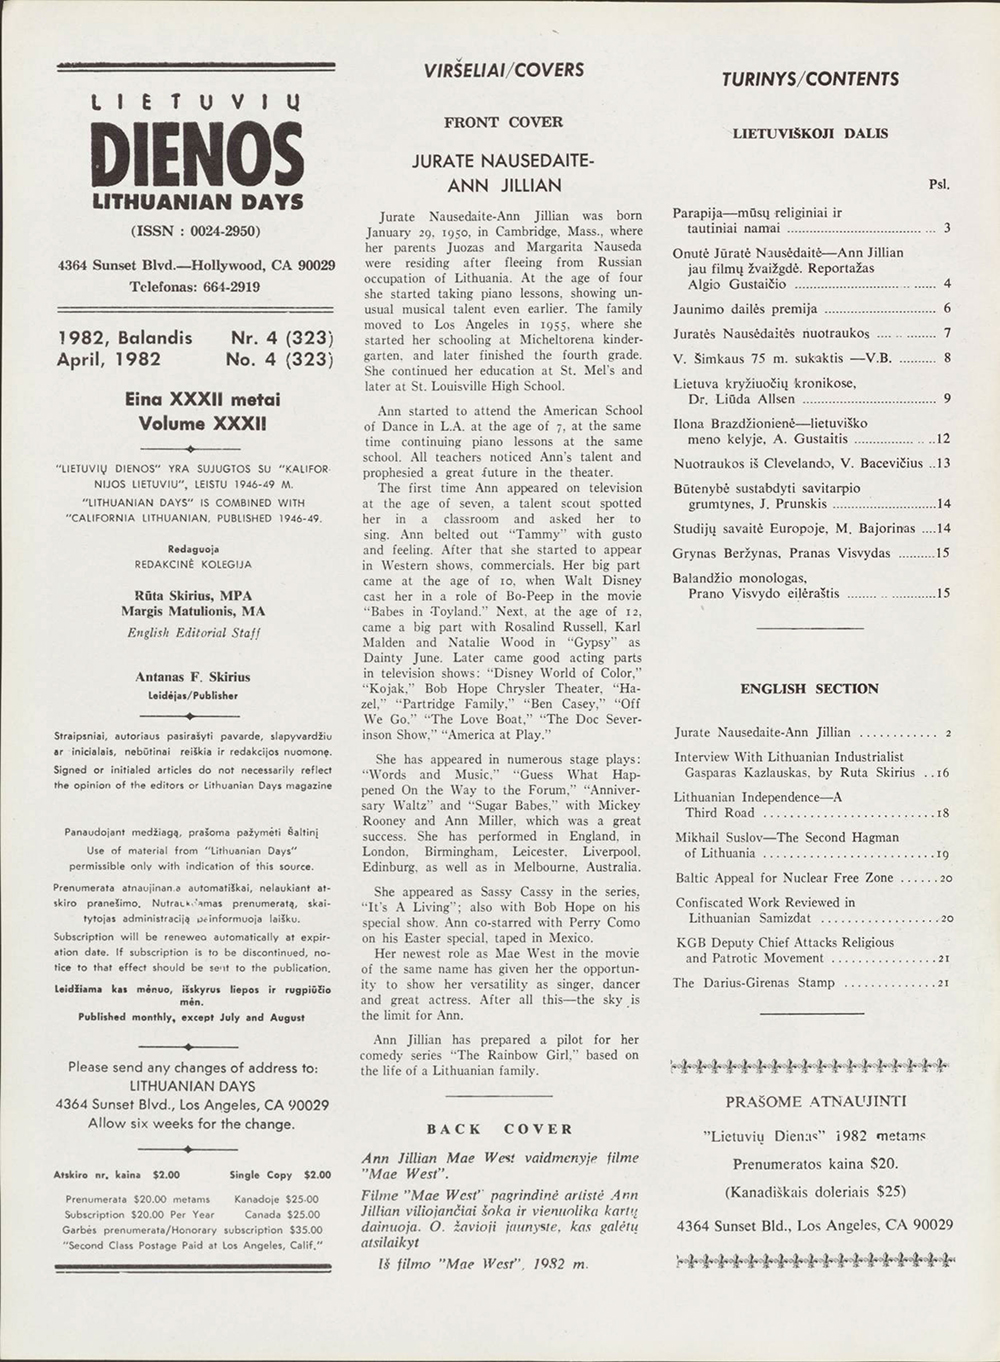 LIETUVIŲ
DIENOS
LITHUANIAN DAYS
(ISSN : 0024-2950)
4364 Sunset Blvd.—Hollywood, CA 90029
Telefonas: 664-2919
1982, Balandis Nr. 4 (323)
April, 1982 No. 4 (323)
Eina XXXII metai
Volume XXXII
"LIETUVIŲ DIENOS" YRA SUJUGTOS SU "KALIFOR-
NIJOS LIETUVIU", LEISTU 1946-49 M.
"LITHUANIAN DAYS" IS COMBINED WITH
"CALIFORNIA LITHUANIAN, PUBLISHED 1946-49.
Redaguoja
REDAKCINĖ KOLEGIJA
Rūta Skirius, MPA
Margis Matulionis, MA
English Editorial Staff
Antanas F. Skirius
Leidėjas/Publisher
Straipsniai, autoriaus pasirašyti pavarde, slapyvardžiu
ar inicialais, nebūtinai reiškia ir redakcijos nuomonę.
Signed or initialed articles do not necessarily reflect
the opinion of the editors or Lithuanian Days magazine
Panaudojant medžiagą, prašoma pažymėti šaltinį
Use of material from "Lithuanian Days"
permissible only with indication of this source.
Prenumerata atnaujinan.a automatiškai, nelaukiant at-
skiro pranešimo. prenumeratą, skai-
tytojas administraciją painformuoja laišku.
Subscription will be renewed automatically at expir-
ation date. If subscription is to be discontinued, no-
tice to that effect should be sent to the publication.
Leidžiama kas mėnuo, išskyrus liepos ir rugpiūčio
mėn.
Published monthly, except July and August
Please send any changes of address to:
LITHUANIAN DAYS
4364 Sunset Blvd., Los Angeles, CA 90029
Allow six weeks for the change.
Atskiro nr. kaina $2.00 Single Copy $2.00
Prenumerata $20.00 metams Kanadoje $25.00
Subscription $20.00 Per Year Canada $25.00
Garbės prenumerata/Honorary subscription $35.00
"Second Class Postage Paid at Los Angeles, Calif."
VIRŠELIAI/COVERS
FRONT COVER
JURATE NAUSEDAITE-
ANN JILLIAN
Jurate Nausedaite-Ann Jillian was born
January 29, 1950, in Cambridge, Mass., where
her parents Juozas and Margarita Nauseda
were residing after fleeing from Russian
occupation of Lithuania. At the age of four
she started taking piano lessons, showing un-
usual musical talent even earlier. The family
moved to Los Angeles in 1955, where she
started her schooling at Micheltorena kinder-
garten, and later finished the fourth grade.
She continued her education at St. Mel's and
later at St. Louisville High School.
Ann started to attend the American School
of Dance in L.A. at the age of 7, at the same
time continuing piano lessons at the same
school. All teachers noticed Ann's talent and
prophesied a great future in the theater.
The first time Ann appeared on television
at the age of seven, a talent scout spotted
her in a classroom and asked her to
sing. Ann belted out "Tammy" with gusto
and feeling. After that she started to appear
in Western shows, commercials. Her big part
came at the age of 10, when Walt Disney
cast her in a role of Bo-Peep in the movie
"Babes in Toyland." Next, at the age of 12,
came a big part with Rosalind Russell, Karl
Malden and Natalie Wood in "Gypsy" as
Dainty June. Later came good acting parts
in television shows: "Disney World of Color,"
"Kojak," Bob Hope Chrysler Theater, "Ha-
zel," "Partridge Family," "Ben Casey," "Off
We Go," "The Love Boat," "The Doc Sever-
inson Show," "America at Play."
She has appeared in numerous stage plays:
"Words and Music," "Guess What Hap-
pened On the Way to the Forum," "Anniver-
sary Waltz" and "Sugar Babes," with Mickey
Rooney and Ann Miller, which was a great
success. She has performed in England, in
London, Birmingham, Leicester, Liverpool,
Edinburg, as well as in Melbourne, Australia.
She appeared as Sassy Cassy in the series,
"It's A Living"; also with Bob Hope on his
special show. Ann co-starred with Perry Como
on his Easter special, taped in Mexico.
Her newest role as Mae West in the movie
of the same name has given her the opportun-
ity to show her versatility as singer, dancer
and great actress. After all this—the sky is
the limit for Ann.
Ann Jillian has prepared a pilot for her
comedy series "The Rainbow Girl," based on
the life of a Lithuanian family.
BACK COVER
Ann Jillian Mae West vaidmenyje filme
"Mae West".
Filme "Mae West" pagrindinė artistė Ann
Jillian viliojančiai šoka ir vienuolika kartų
dainuoja. O, žavioji jaunyste, kas galėtų
atsilaikyt
Iš filmo "Mae West", 1982 m.
TURINYS/CONTENTS
LIETUVIŠKOJI DALIS
Psl.
Parapija—mūsų religiniai ir
tautiniai namai ... 3
Onutė Jūratė Nausėdaitė—Ann Jillian
jau filmų žvaigždė. Reportažas
Algio Gustaičio ... 4
Jaunimo dailės premija ... 6
Juratės Nausėdaitės nuotraukos ... 7
V. Šimkaus 75 m. sukaktis —V.B. ... 8
Lietuva kryžiuočių kronikose,
Dr. Liūda Allsen ... 9
Ilona Brazdžionienė—lietuviško
meno kelyje, A. Gustaitis ... 12
Nuotraukos iš Clevelando, V. Bacevičius ..13
Būtenybė sustabdyti savitarpio
grumtynes, J. Prunskis ... 14
Studijų savaitė Europoje, M. Bajorinas ....14
Grynas Beržynas, Pranas Visvydas ... 15
Balandžio monologas,
Prano Visvydo eilėraštis ... 15
ENGLISH SECTION
Jurate Nausedaite-Ann Jillian ... 2
Interview With Lithuanian Industrialist
Gasparas Kazlauskas, by Ruta Skirius ..16
Lithuanian Independence—A
Third Road ... 18
Mikhail Suslov—The Second Hagman
of Lithuania ... 19
Baltic Appeal for Nuclear Free Zone ......20
Confiscated Work Reviewed in
Lithuanian Samizdat ... 20
KGB Deputy Chief Attacks Religious
and Patrotic Movement ... 21
The Darius-Girenas Stamp ... 21
PRAŠOME ATNAUJINTI
"Lietuvių Dienas" 1982 metams
Prenumeratos kaina $20.
(Kanadiškais doleriais $25)
4364 Sunset Bld., Los Angeles, CA 90029